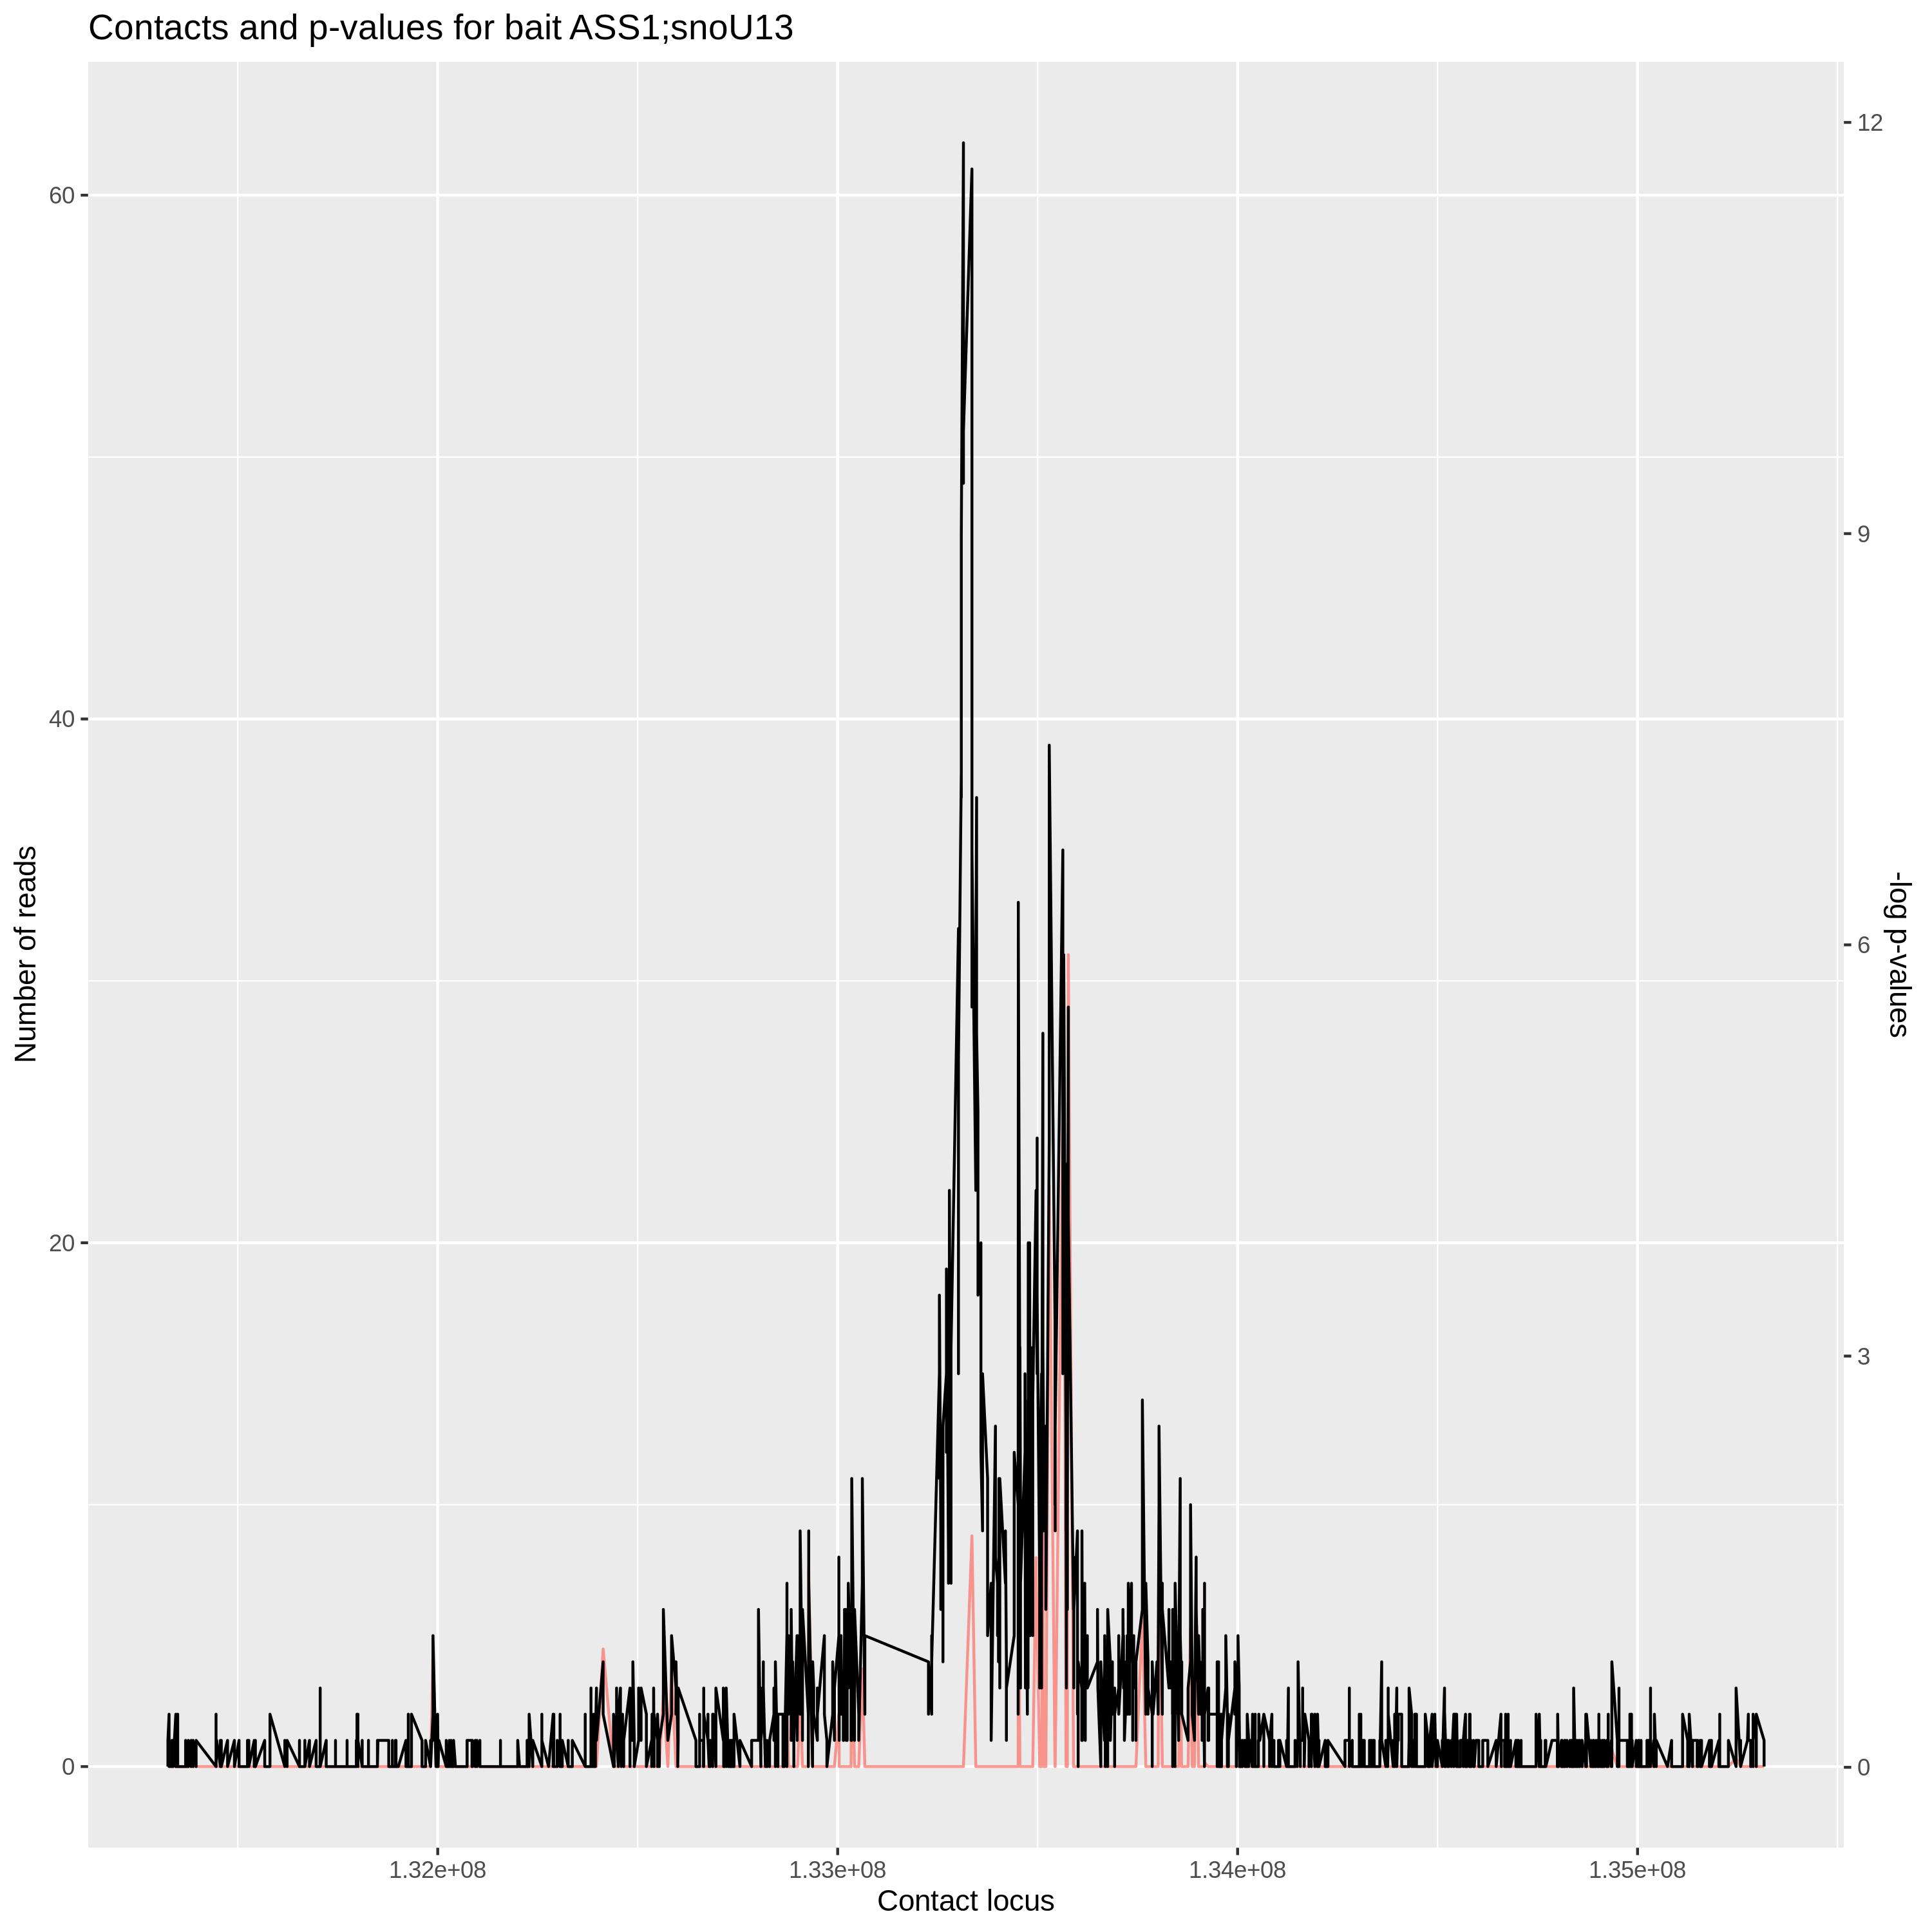 Contacts and p-values for bait ASS1;snoU13
60
40
20
0
Number of reads
12
9
6
3
0
-log p-values
1.32e+08
1.33e+08
1.34e+08
1.35e+08
Contact locus